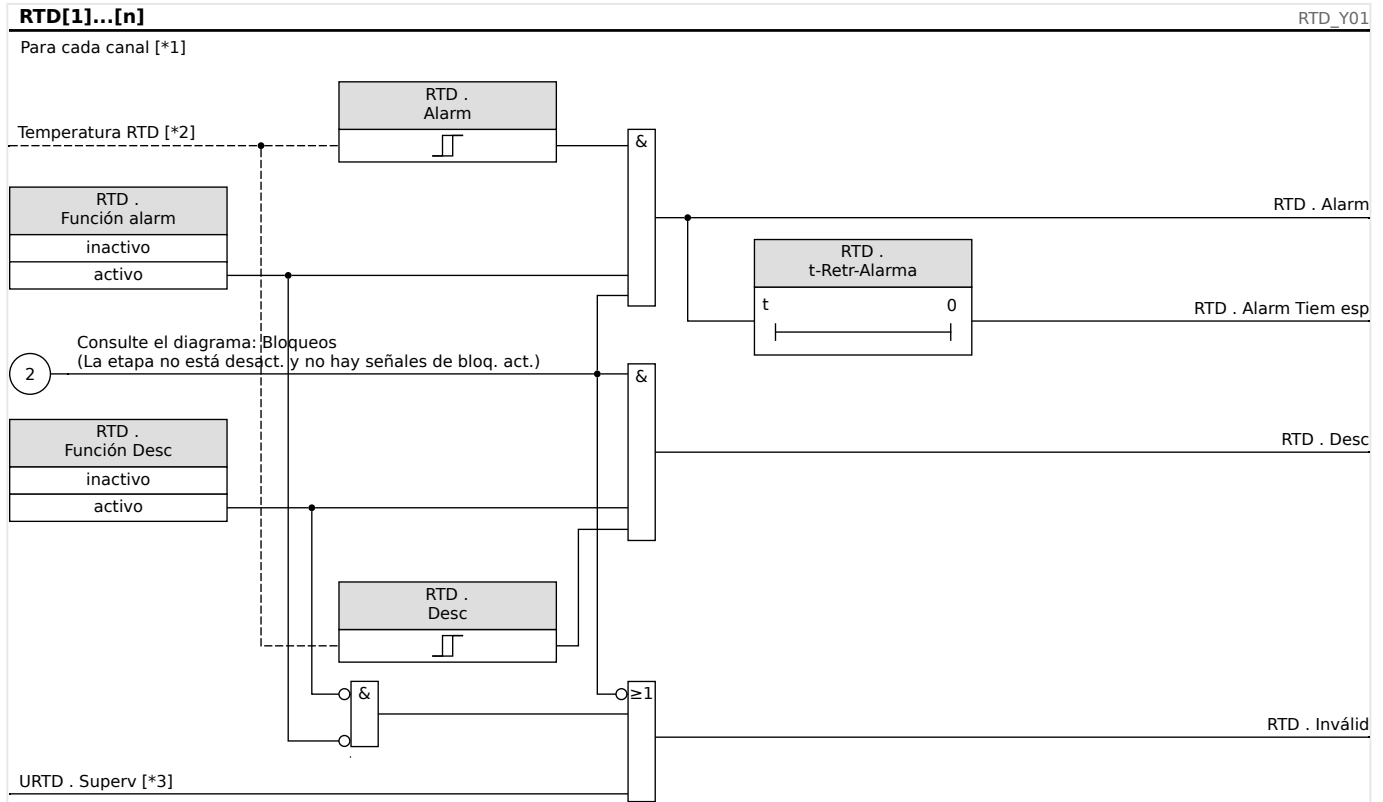 RTD[1]...[n]
RTD_Y01
Para cada canal [*1]
RTD .
Alarm
Temperatura RTD [*2]
&
RTD .
Función alarm
inactivo
activo
RTD . Alarm
RTD .
t-Retr-Alarma
t
0
RTD . Alarm Tiem esp
Consulte el diagrama: Bloqueos
(La etapa no está desact. y no hay señales de bloq. act.)
2
&
RTD .
Función Desc
inactivo
activo
RTD . Desc
RTD .
Desc
&
≥1
RTD . Inválid
URTD . Superv [*3]